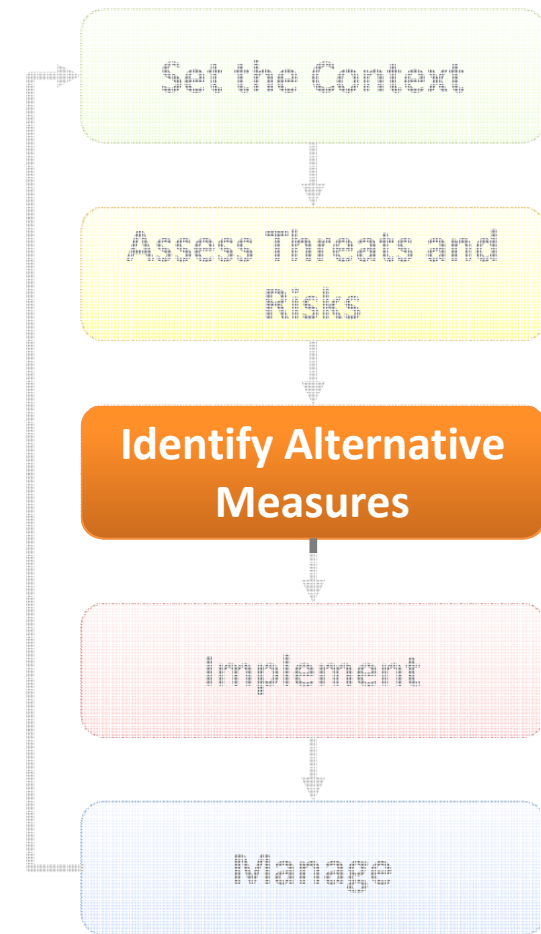 Set the Context
Assess Threats and
Risks
Identify Alternative
Measures
Implement
Manage